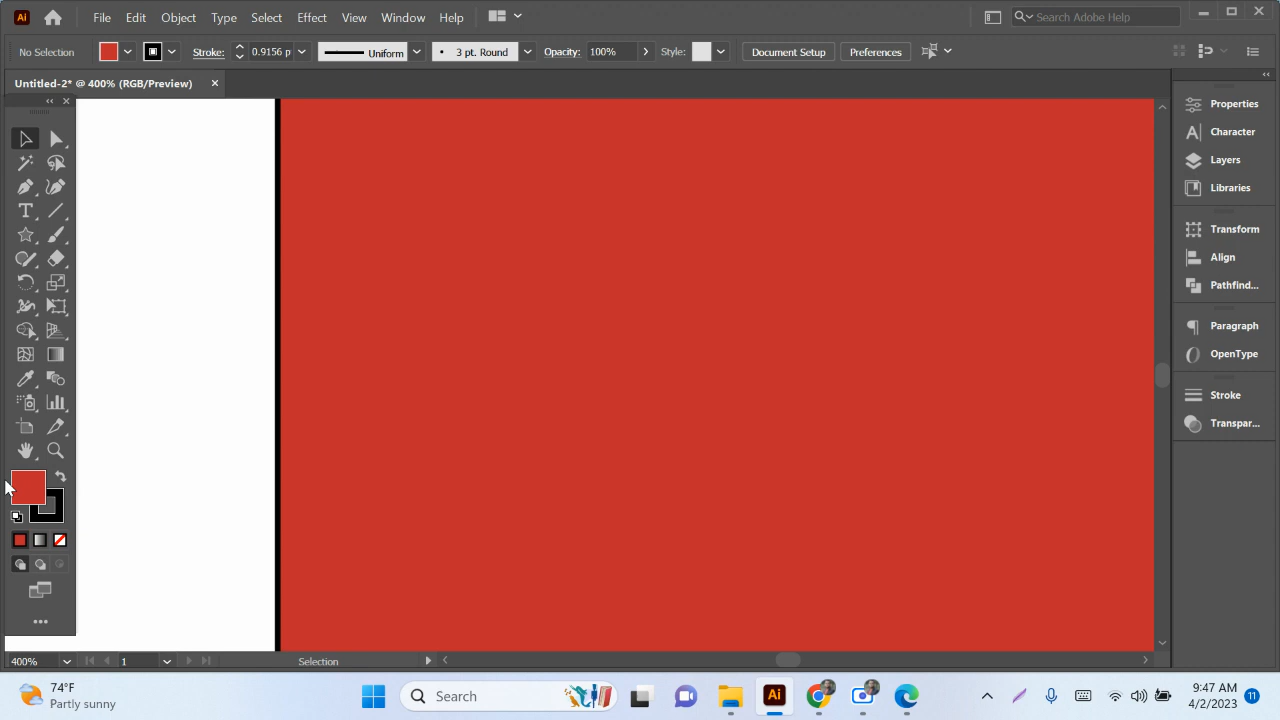 Ai File Edit Object Type Select Effect View Window Help Search Adobe Help
No Selection Stroke: 0.9156 p Uniform 3 pt. Round Opacity: 100% Style: Document Setup Preferences
Untitled-2* @ 400% (RGB/Preview)
Properties
Character
Layers
Libraries
Transform
Align
Pathfind...
Paragraph
OpenType
Stroke
Transpar...
400% 1 Selection
74°F
Partly sunny
Search
Ai
9:47 AM
4/2/2023
11